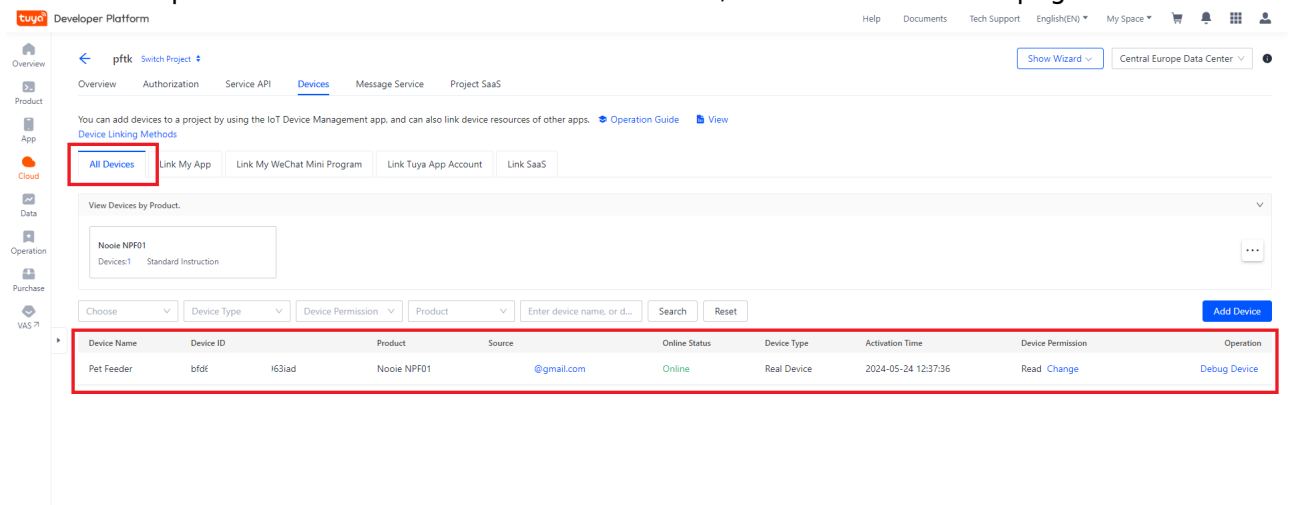 tuya Developer Platform
Help Documents Tech Support English(EN) My Space
Overview
Product
App
Cloud
Data
Operation
Purchase
VAS
pftk Switch Project
Show Wizard Central Europe Data Center
Overview Authorization Service API Devices Message Service Project SaaS
You can add devices to a project by using the IoT Device Management app, and can also link device resources of other apps. Operation Guide View
Device Linking Methods
All Devices Link My App Link My WeChat Mini Program Link Tuya App Account Link SaaS
View Devices by Product.
Nooie NPF01
Devices:1 Standard Instruction
...
Choose Device Type Device Permission Product Enter device name, or d... Search Reset Add Device
Device Name Device ID Product Source Online Status Device Type Activation Time Device Permission Operation
Pet Feeder Nooie NPF01 @gmail.com Online Real Device 2024-05-24 12:37:36 Read Change Debug Device